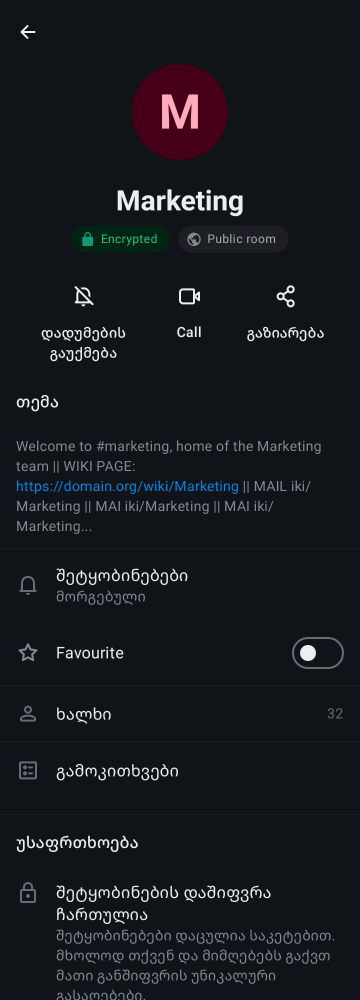 M
Marketing
Encrypted
Public room
დადუმების
გაუქმება
Call
გაზიარება
თემა
Welcome to #marketing, home of the Marketing
team || WIKI PAGE:
https://domain.org/wiki/Marketing || MAIL iki/
Marketing || MAI iki/Marketing || MAI iki/
Marketing...
შეტყობინებები
მორგებული
Favourite
ხალხი
32
გამოკითხვები
უსაფრთხოება
შეტყობინების დაშიფვრა
ჩართულია
შეტყობინებები დაცულია საკეტებით.
მხოლოდ თქვენ და მიმღებებს გაქვთ
მათი განშიფვრის უნიკალური
გასაღებები.